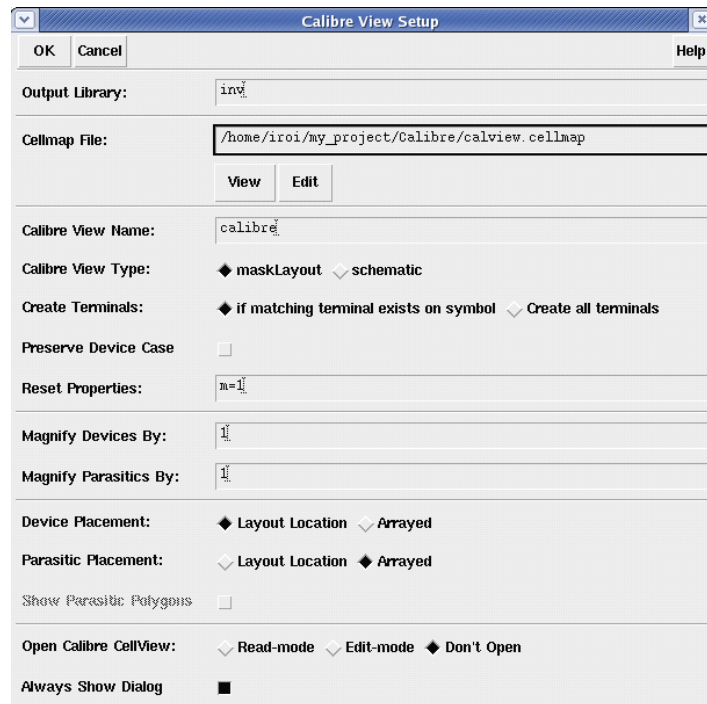 Calibre View Setup
OK Cancel Help
Output Library: inv
Cellmap File: /home/iroi/my_project/Calibre/calview.cellmap
View Edit
Calibre View Name: calibre
Calibre View Type: maskLayout schematic
Create Terminals: if matching terminal exists on symbol Create all terminals
Preserve Device Case
Reset Properties: m=1
Magnify Devices By: 1
Magnify Parasitics By: 1
Device Placement: Layout Location Arrayed
Parasitic Placement: Layout Location Arrayed
Show Parasitic Polygons
Open Calibre CellView: Read-mode Edit-mode Don't Open
Always Show Dialog